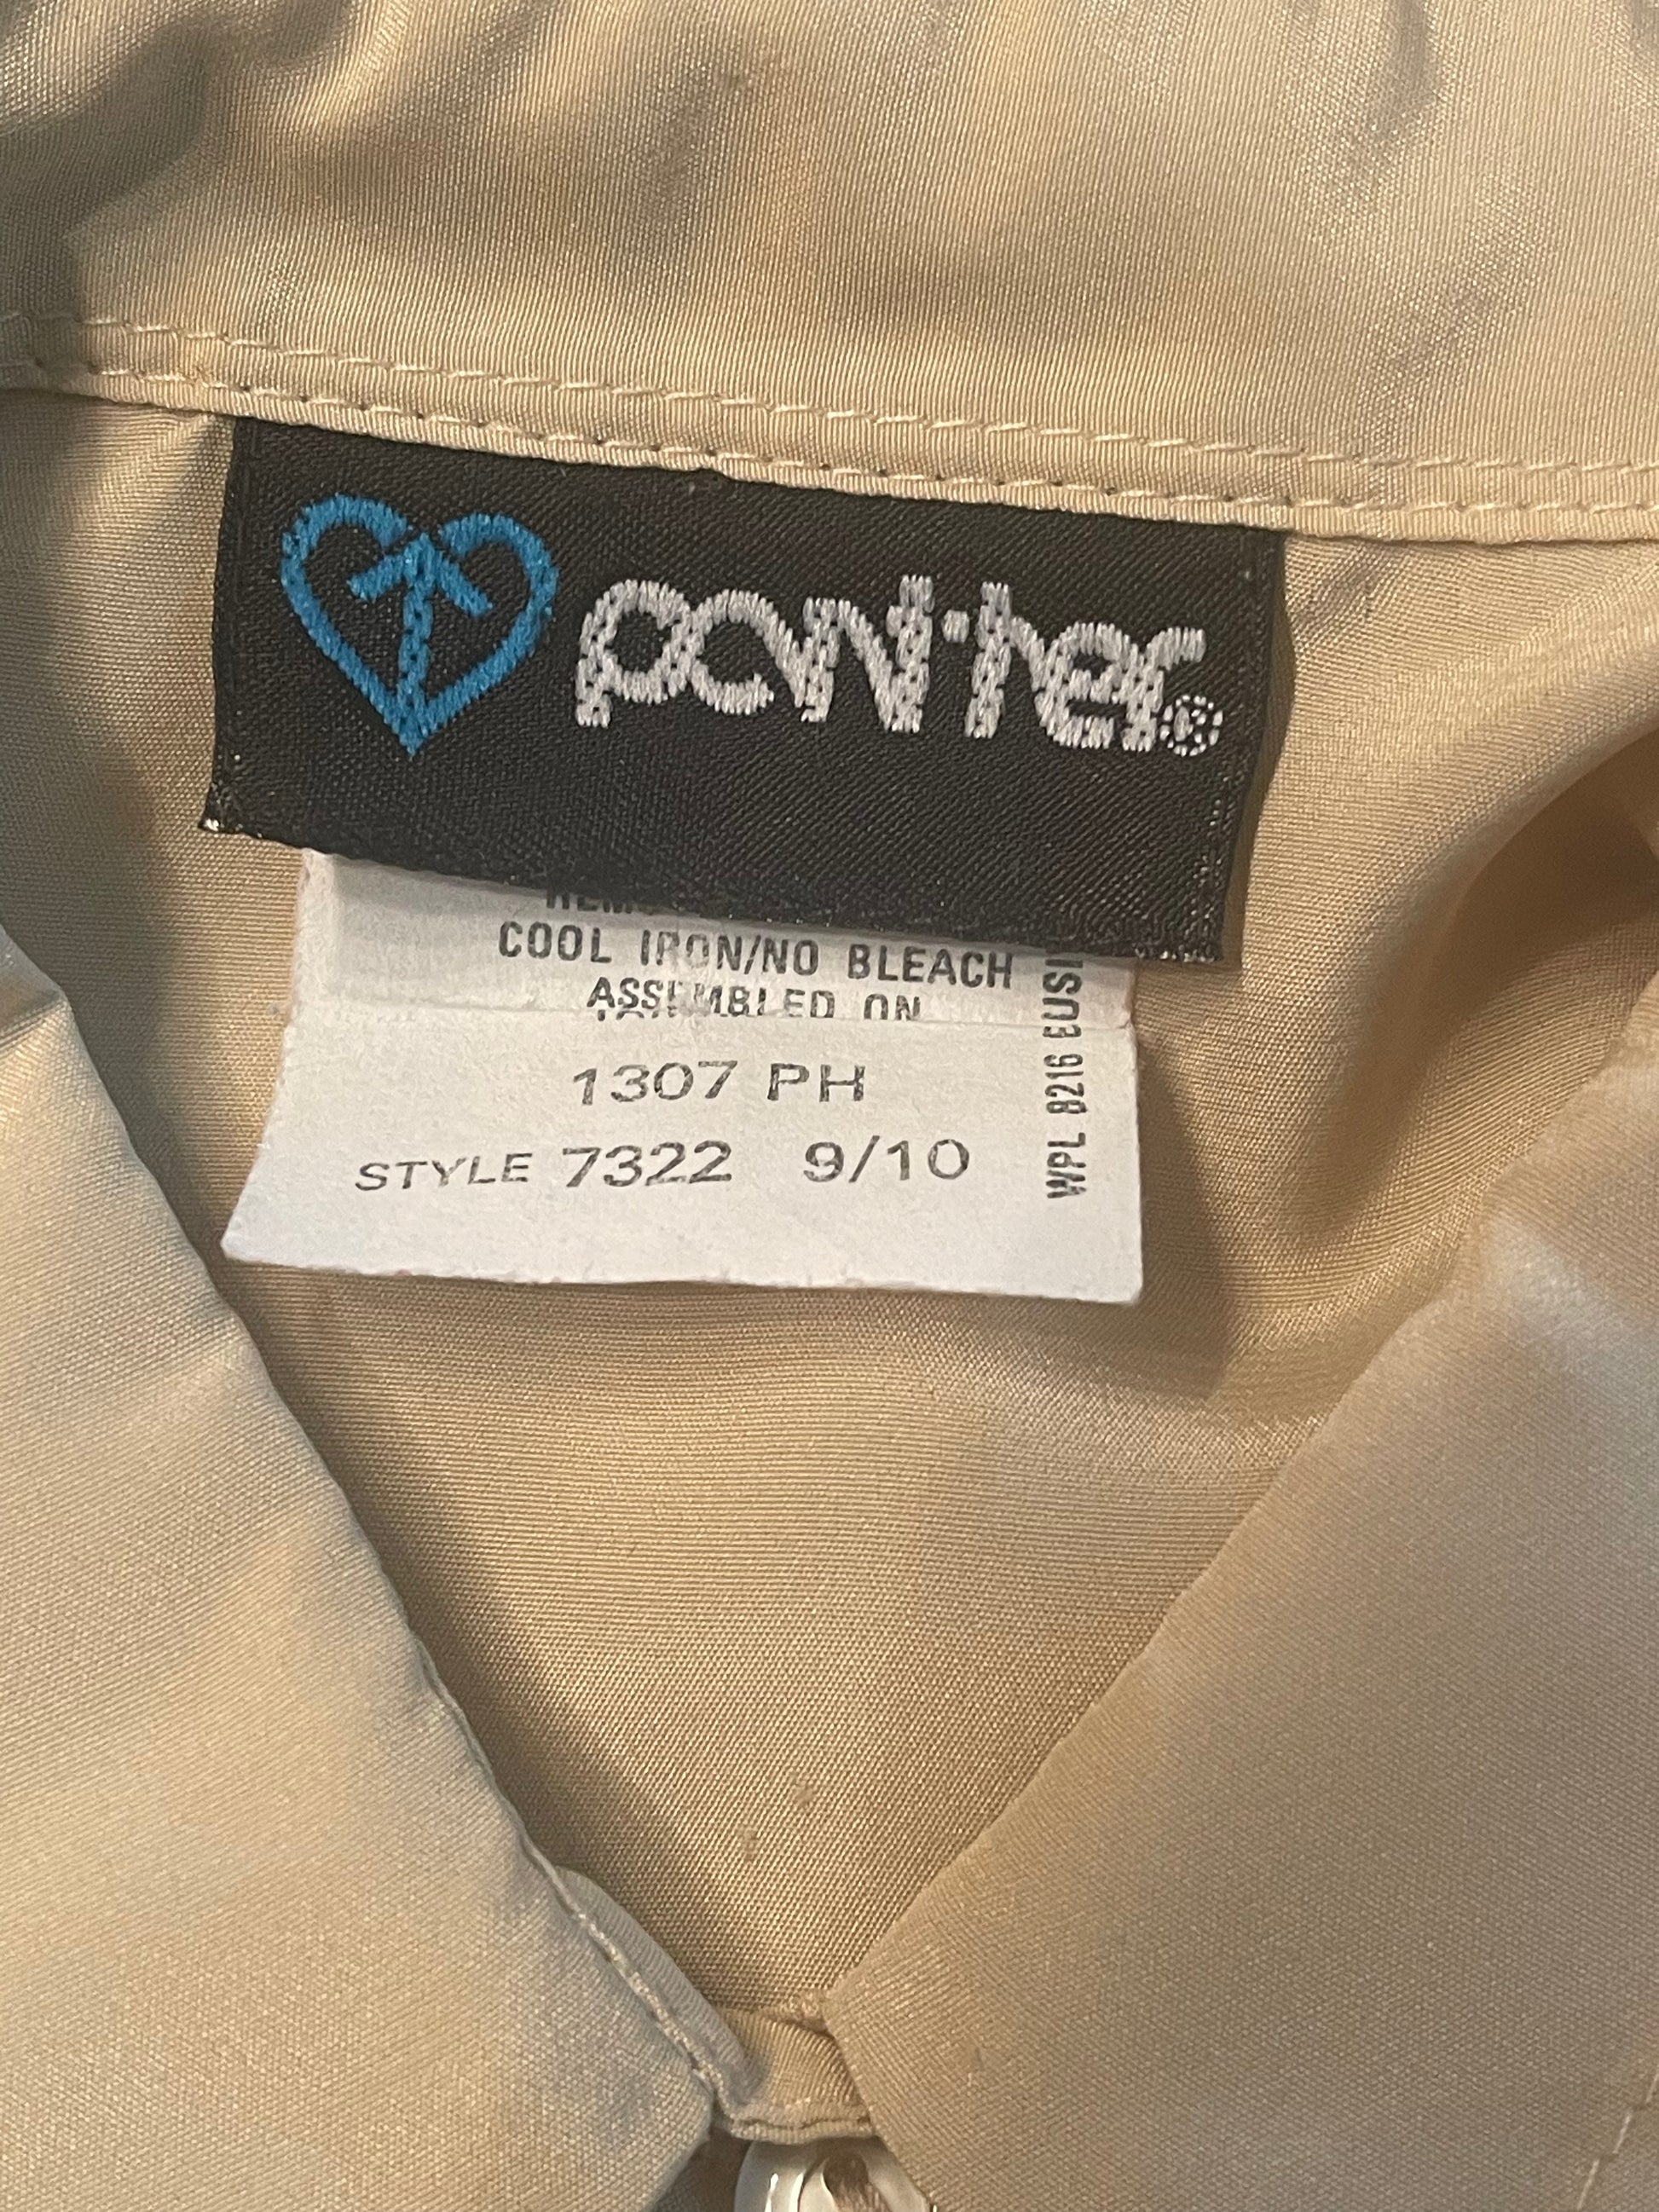 pant·her®
COOL IRON/NO BLEACH
ASSEMBLED ON
1307 PH
STYLE 7322 9/10
WPL 8216